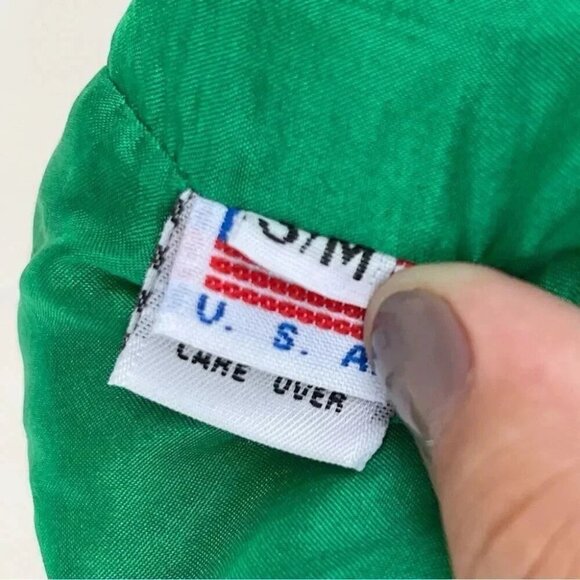 S/M
U. S. A.
CARE OVER